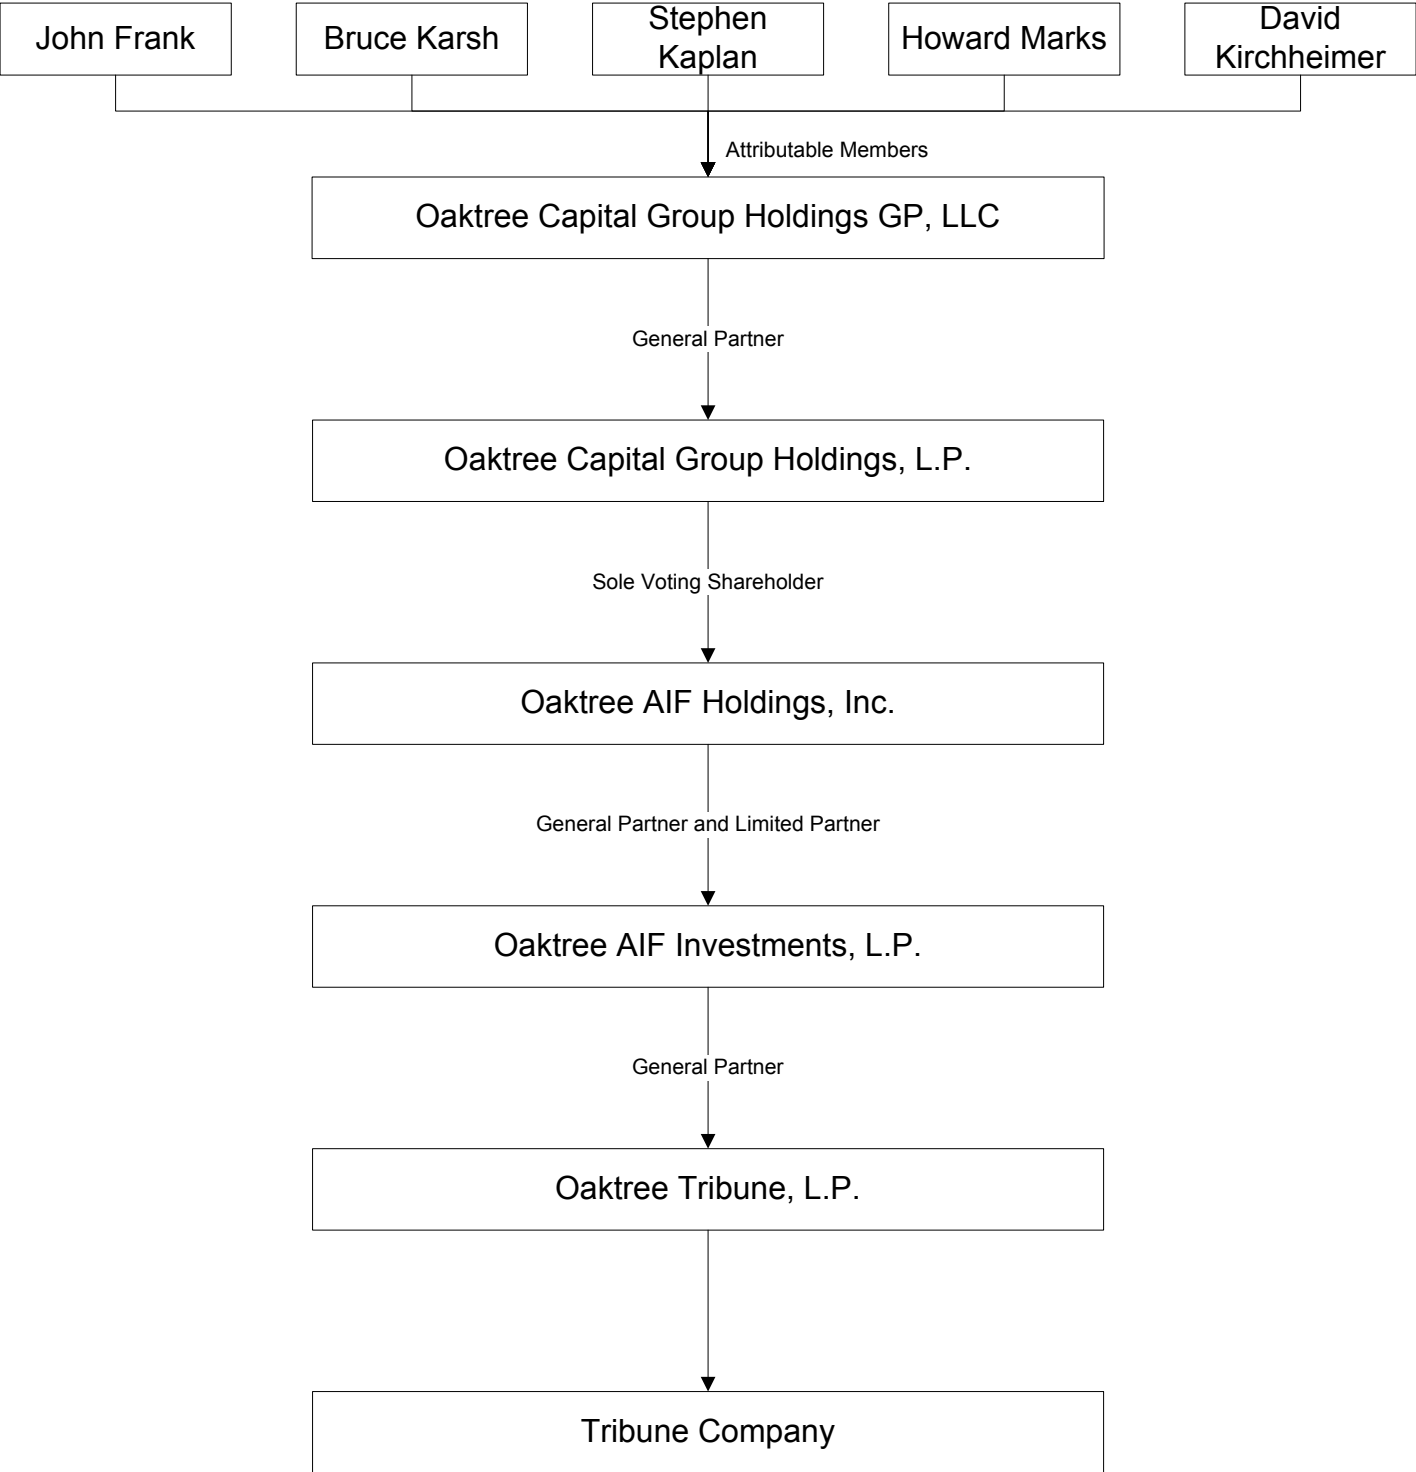 John Frank
Bruce Karsh
Stephen
Kaplan
Howard Marks
David
Kirchheimer
Attributable Members
Oaktree Capital Group Holdings GP, LLC
General Partner
Oaktree Capital Group Holdings, L.P.
Sole Voting Shareholder
Oaktree AIF Holdings, Inc.
General Partner and Limited Partner
Oaktree AIF Investments, L.P.
General Partner
Oaktree Tribune, L.P.
Tribune Company